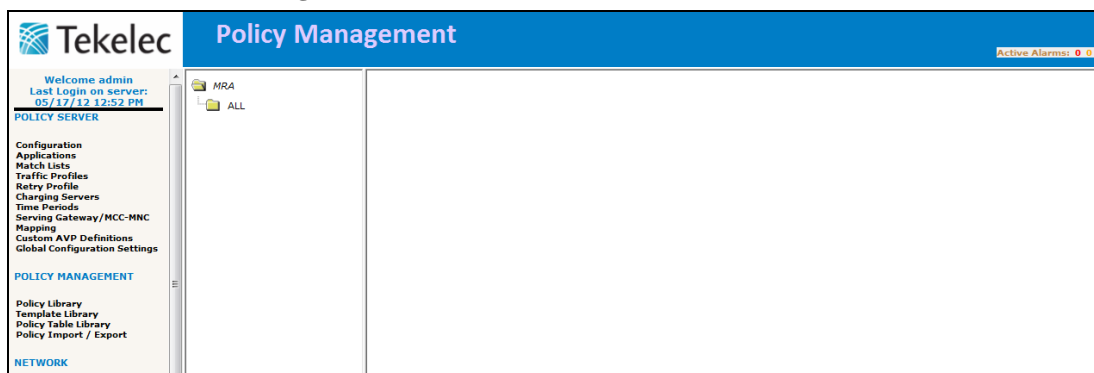 Tekelec
Policy Management
Active Alarms: 0 0
Welcome admin
Last Login on server:
05/17/12 12:52 PM
POLICY SERVER
Configuration
Applications
Match Lists
Traffic Profiles
Retry Profile
Charging Servers
Time Periods
Serving Gateway/MCC-MNC
Mapping
Custom AVP Definitions
Global Configuration Settings
POLICY MANAGEMENT
Policy Library
Template Library
Policy Table Library
Policy Import / Export
NETWORK
MRA
ALL